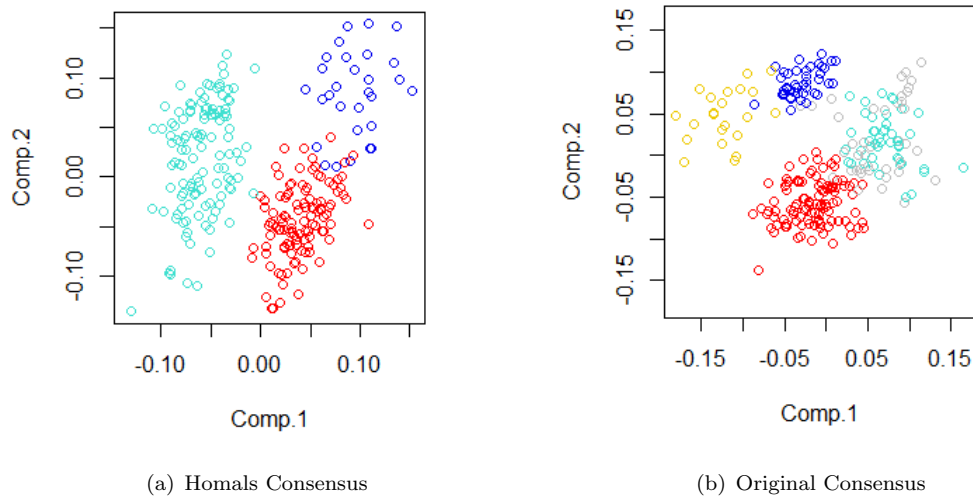 0.10
0.00
-0.10
Comp.2
-0.10 0.00 0.10
Comp.1
(a) Homals Consensus
0.15
0.05
-0.05
-0.15
Comp.2
-0.15 -0.05 0.05 0.15
Comp.1
(b) Original Consensus